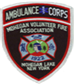 AMBULANCE CORPS
MOHEGAN VOLUNTEER FIRE
ASSOCIATION
MOHEGAN LAKE
NEW YORK